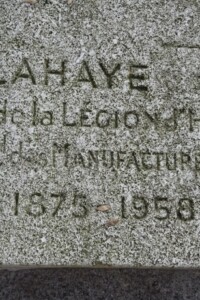 LAHAYE
de la LÉGION d'H
des MANUFACTURE
1875 - 1958